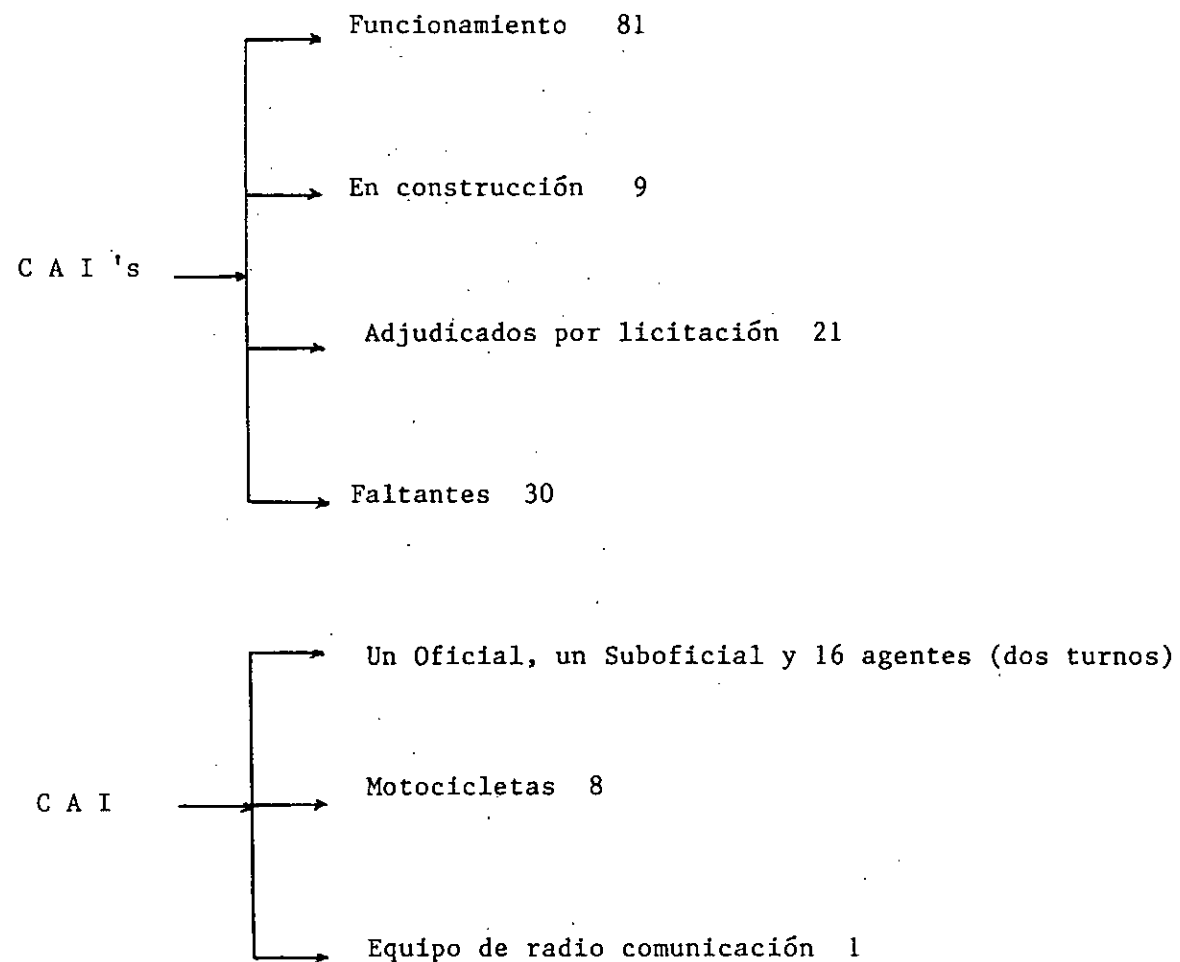 Funcionamiento 81
En construcción 9
C A I 's
Adjudicados por licitación 21
Faltantes 30
Un Oficial, un Suboficial y 16 agentes (dos turnos)
Motocicletas 8
C A I
Equipo de radio comunicación 1